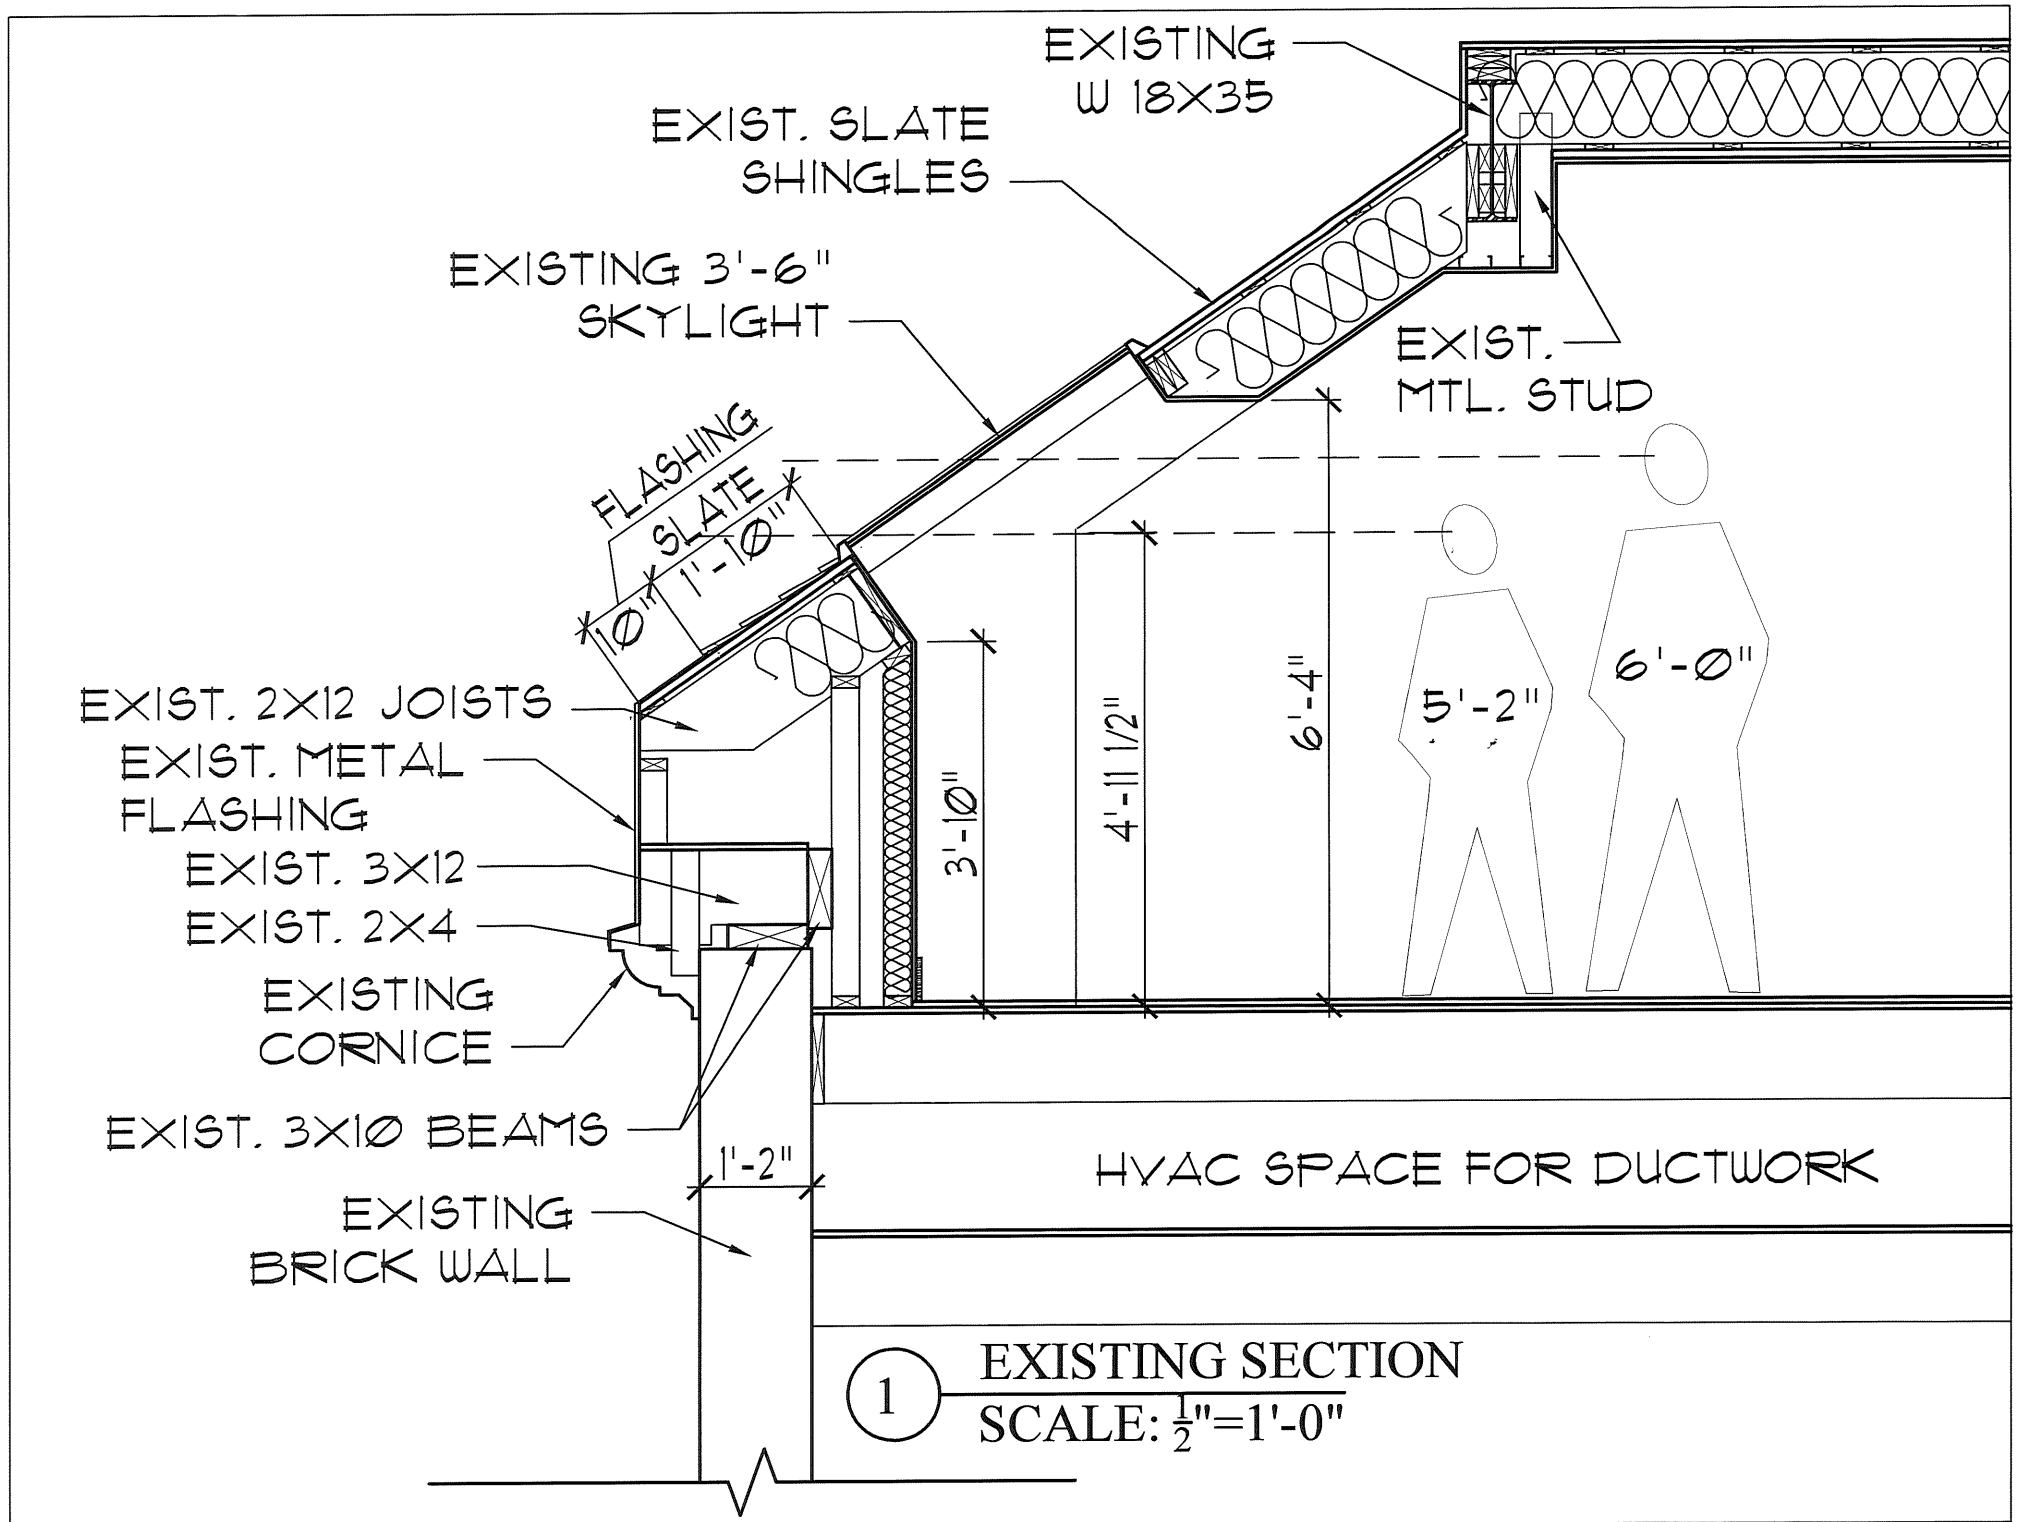 EXISTING
W 18X35
EXIST. SLATE
SHINGLES
EXISTING 3'-6"
SKYLIGHT
EXIST.
MTL. STUD
FLASHING
SLATE
1'-10"
10"
EXIST. 2X12 JOISTS
EXIST. METAL
FLASHING
EXIST. 3X12
EXIST. 2X4
EXISTING
CORNICE
EXIST. 3X10 BEAMS
EXISTING
BRICK WALL
1'-2"
3'-10"
4'-11 1/2"
6'-4"
5'-2"
6'-0"
HVAC SPACE FOR DUCTWORK
1
EXISTING SECTION
SCALE: 1/2"=1'-0"